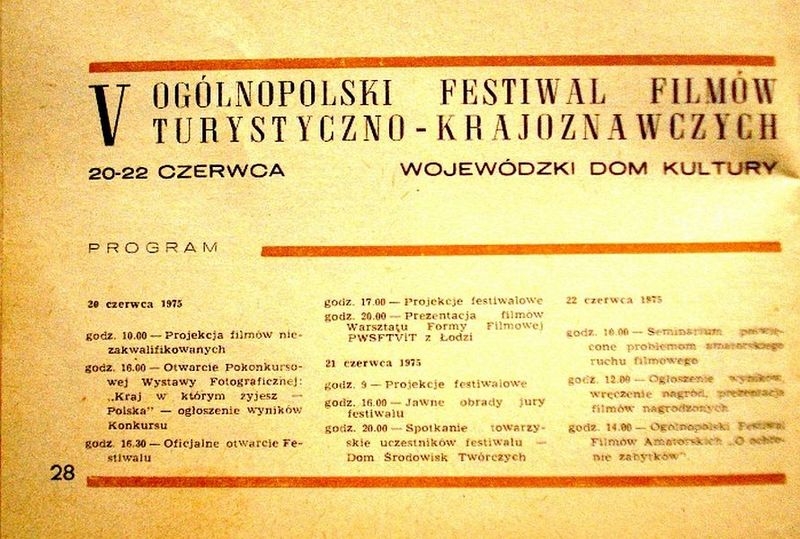 V OGÓLNOPOLSKI FESTIWAL FILMÓW
TURYSTYCZNO-KRAJOZNAWCZYCH
20-22 CZERWCA WOJEWÓDZKI DOM KULTURY
PROGRAM
20 czerwca 1975
godz. 10.00 — Projekcja filmów nie-
zakwalifikowanych
godz. 16.00 — Otwarcie Pokonkurso-
wej Wystawy Fotograficznej:
„Kraj w którym żyjesz —
Polska" — ogłoszenie wyników
Konkursu
godz. 16.30 — Oficjalne otwarcie Fe-
stiwalu
godz. 17.00 — Projekcje festiwalowe
godz. 20.00 — Prezentacja filmów
Warsztatu Formy Filmowej
PWSFTViT z Łodzi
21 czerwca 1975
godz. 9 — Projekcje festiwalowe
godz. 16.00 — Jawne obrady jury
festiwalu
godz. 20.00 — Spotkanie towarzy-
skie uczestników festiwalu —
Dom Środowisk Twórczych
22 czerwca 1975
godz. 10.00 — Seminarium poświę-
cone problemom amatorskiego
ruchu filmowego
godz. 12.00 — Ogłoszenie wyników,
wręczenie nagród, prezentacja
filmów nagrodzonych
godz. 14.00 — Ogólnopolski Festiwal
Filmów Amatorskich „O ochro-
nie zabytków".
28